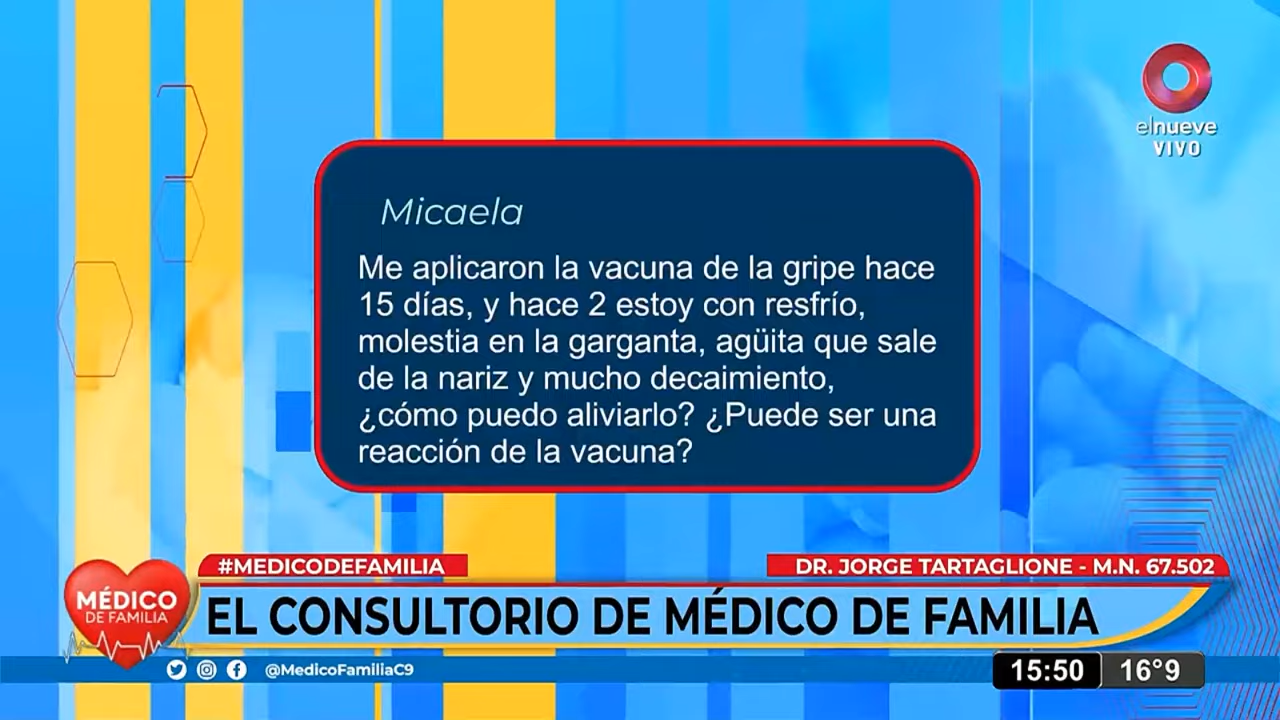 elnueve
VIVO
Micaela
Me aplicaron la vacuna de la gripe hace
15 días, y hace 2 estoy con resfrío,
molestia en la garganta, agüita que sale
de la nariz y mucho decaimiento,
¿cómo puedo aliviarlo? ¿Puede ser una
reacción de la vacuna?
#MEDICODEFAMILIA
DR. JORGE TARTAGLIONE - M.N. 67.502
MÉDICO
DE FAMILIA
EL CONSULTORIO DE MÉDICO DE FAMILIA
@MedicoFamiliaC9
15:50
16°9